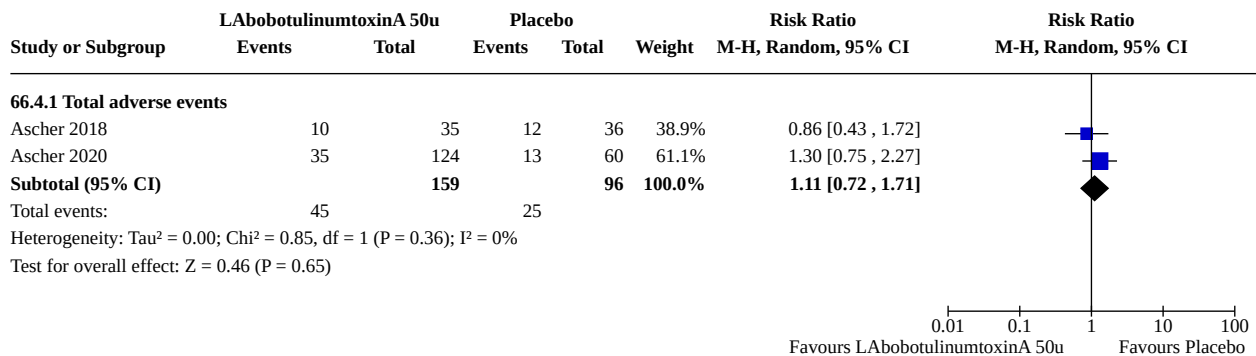 LAbobotulinumtoxinA 50u Placebo Risk Ratio Risk Ratio
Study or Subgroup Events Total Events Total Weight M-H, Random, 95% CI M-H, Random, 95% CI
66.4.1 Total adverse events
Ascher 2018 10 35 12 36 38.9% 0.86 [0.43 , 1.72]
Ascher 2020 35 124 13 60 61.1% 1.30 [0.75 , 2.27]
Subtotal (95% CI) 159 96 100.0% 1.11 [0.72 , 1.71]
Total events: 45 25
Heterogeneity: Tau² = 0.00; Chi² = 0.85, df = 1 (P = 0.36); I² = 0%
Test for overall effect: Z = 0.46 (P = 0.65)
0.01 0.1 1 10 100
Favours LAbobotulinumtoxinA 50u Favours Placebo